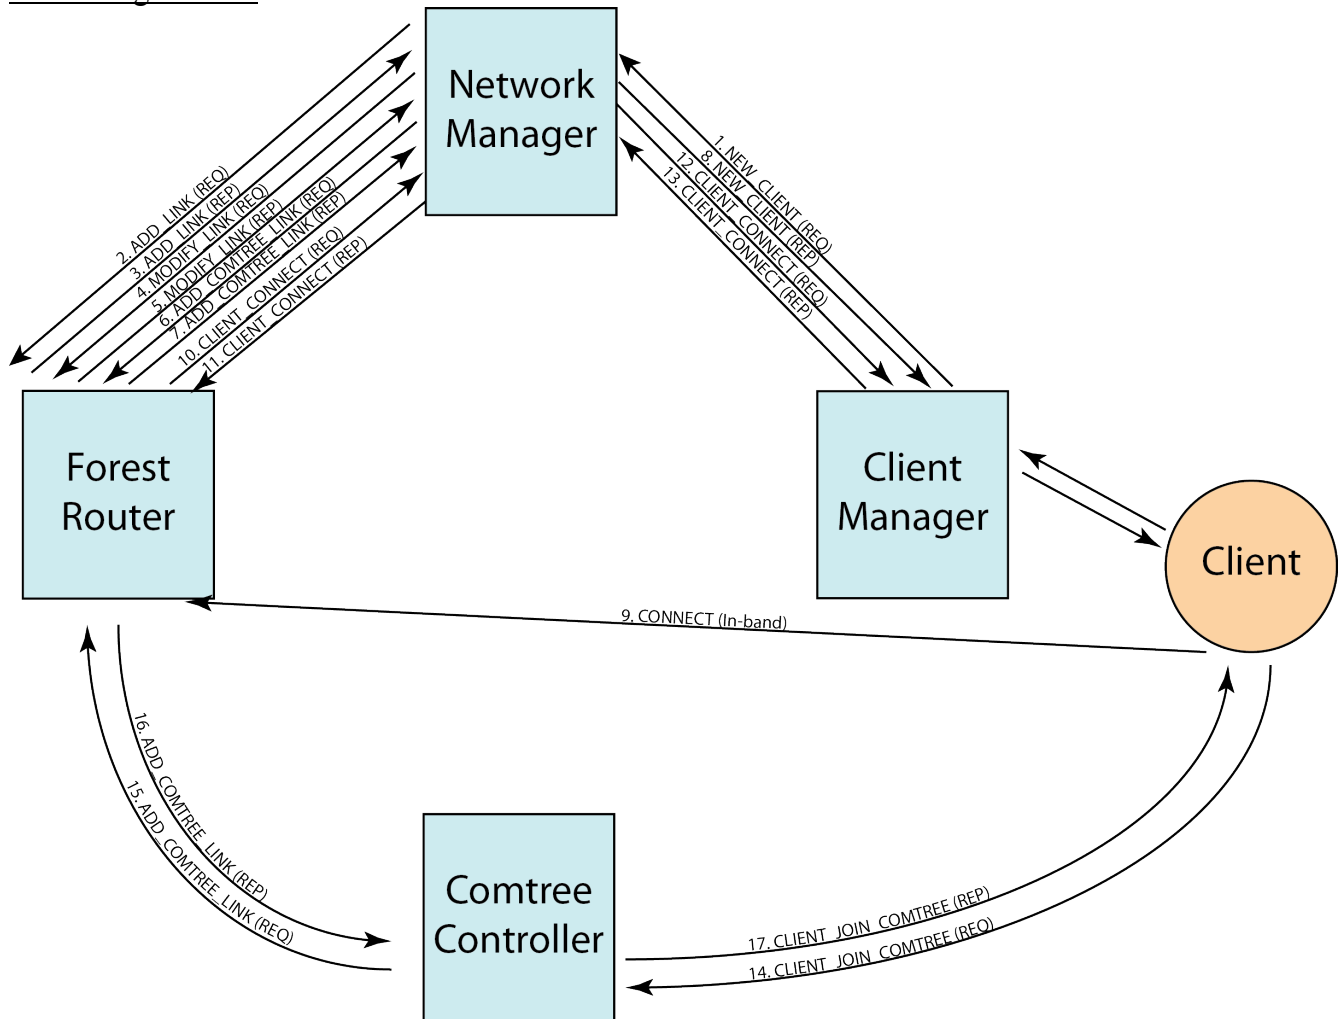 Network
Manager
1. NEW_CLIENT (REQ)
8. NEW_CLIENT (REP)
12. CLIENT_CONNECT (REQ)
13. CLIENT_CONNECT (REP)
2. ADD_LINK (REQ)
3. ADD_LINK (REP)
4. MODIFY_LINK (REQ)
5. MODIFY_LINK (REP)
6. ADD_COMTREE_LINK (REQ)
7. ADD_COMTREE_LINK (REP)
10. CLIENT_CONNECT (REQ)
11. CLIENT_CONNECT (REP)
Forest
Router
Client
Manager
Client
9. CONNECT (In-band)
16. ADD_COMTREE_LINK (REP)
15. ADD_COMTREE_LINK (REQ)
Comtree
Controller
17. CLIENT_JOIN_COMTREE (REP)
14. CLIENT_JOIN_COMTREE (REQ)